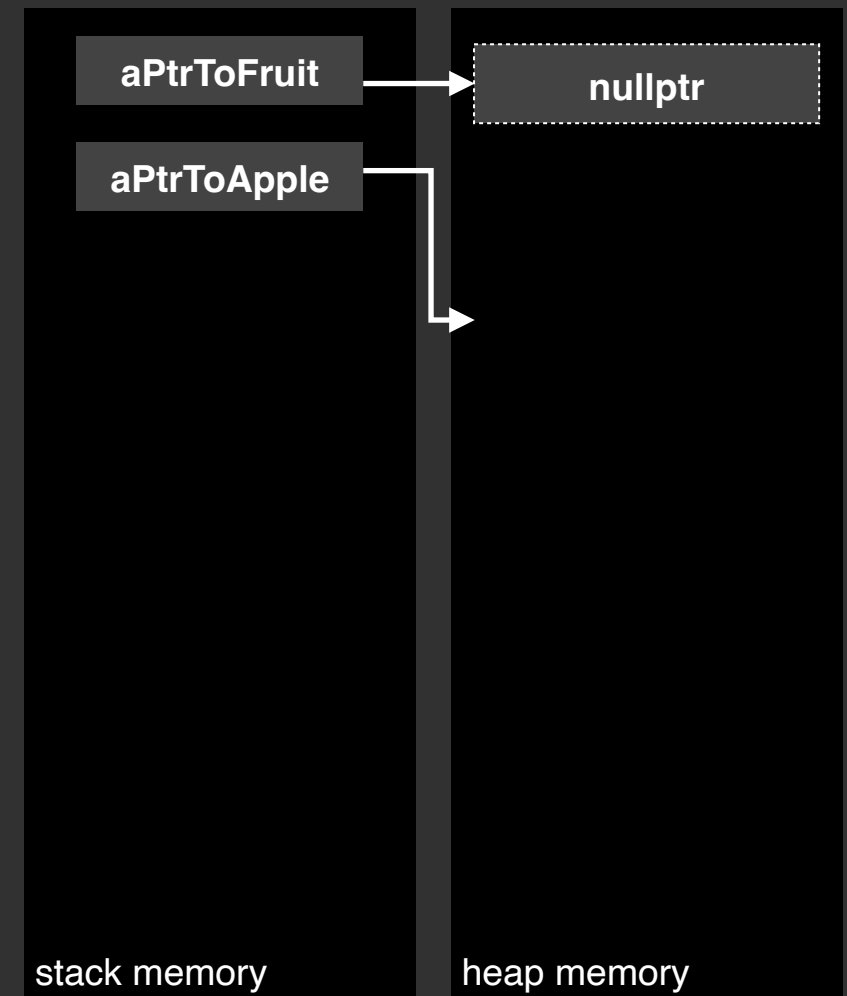 aPtrToFruit
nullptr
aPtrToApple
stack memory
heap memory